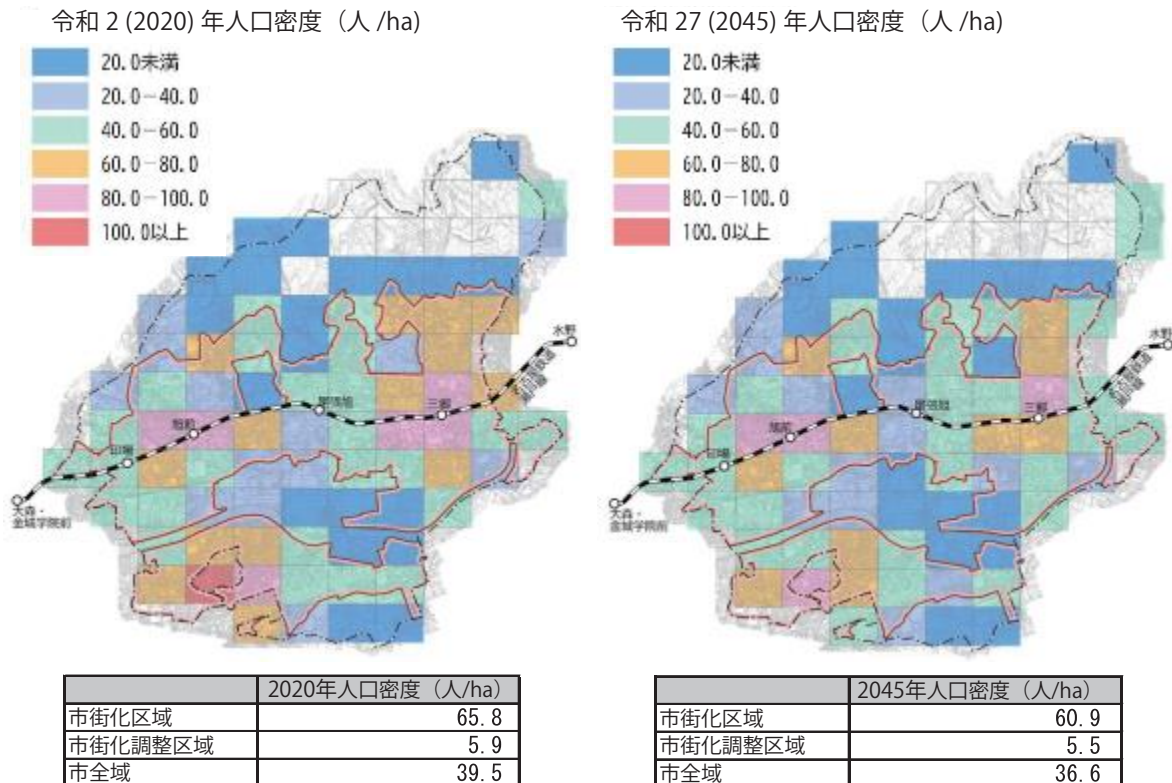 令和 2 (2020) 年人口密度（人 /ha)
20.0未満
20.0－40.0
40.0－60.0
60.0－80.0
80.0－100.0
100.0以上
水野
三郷
尾張旭
旭前
印場
大森・
金城学院前
2020年人口密度（人/ha）
市街化区域 65.8
市街化調整区域 5.9
市全域 39.5
令和 27 (2045) 年人口密度（人 /ha)
20.0未満
20.0－40.0
40.0－60.0
60.0－80.0
80.0－100.0
100.0以上
水野
三郷
尾張旭
旭前
印場
大森・
金城学院前
2045年人口密度（人/ha）
市街化区域 60.9
市街化調整区域 5.5
市全域 36.6